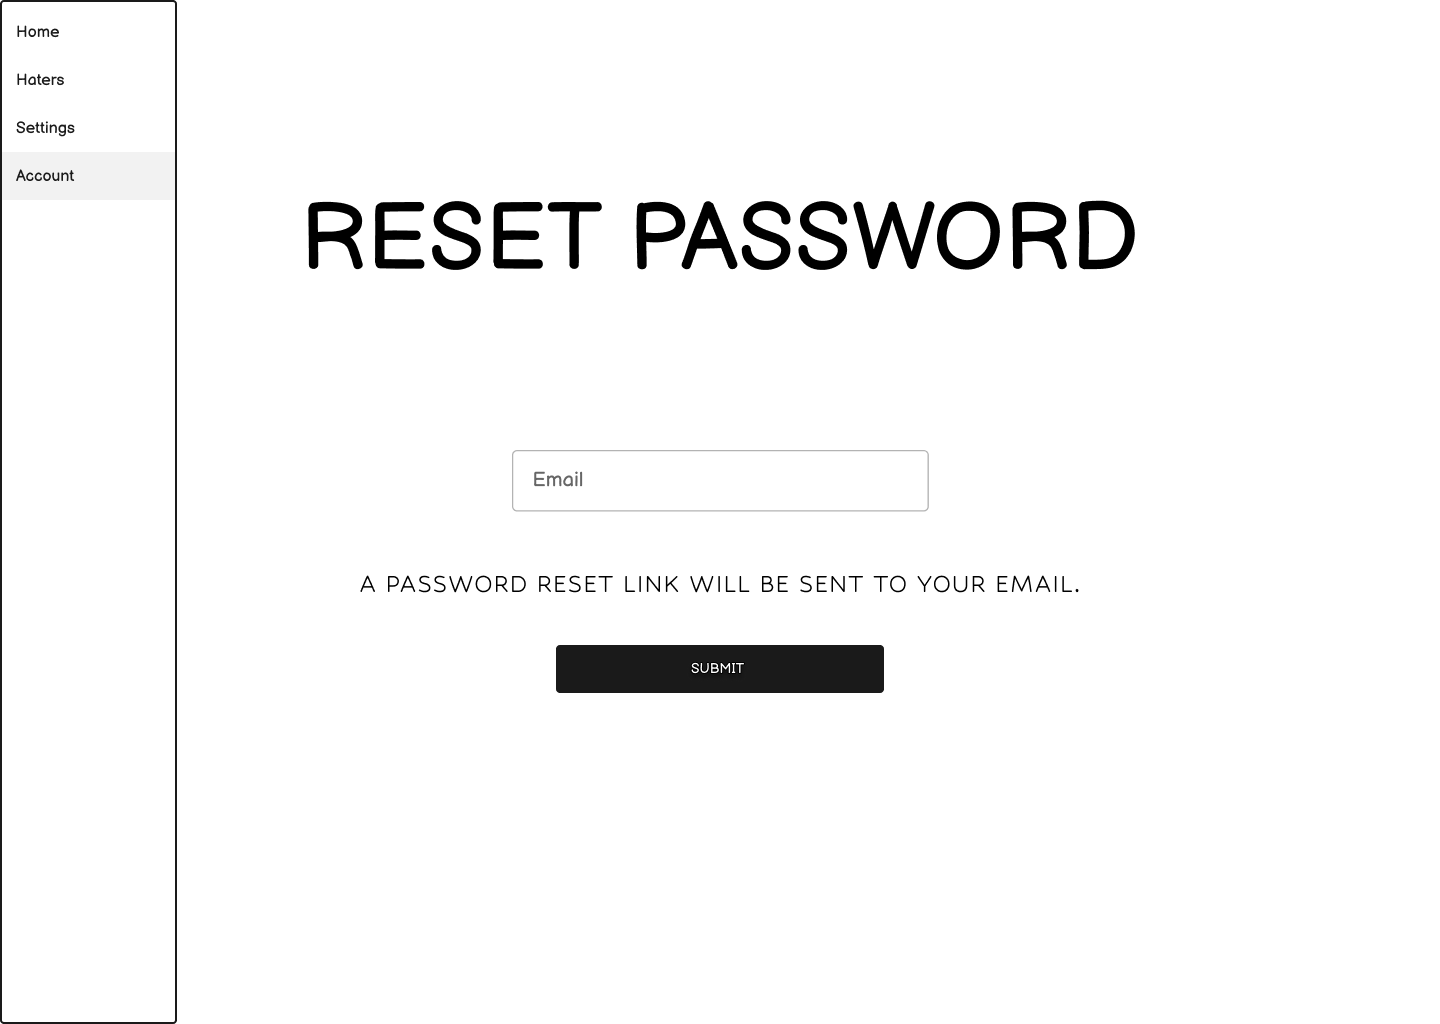 Home
Haters
Settings
Account
RESET PASSWORD
Email
A PASSWORD RESET LINK WILL BE SENT TO YOUR EMAIL.
SUBMIT